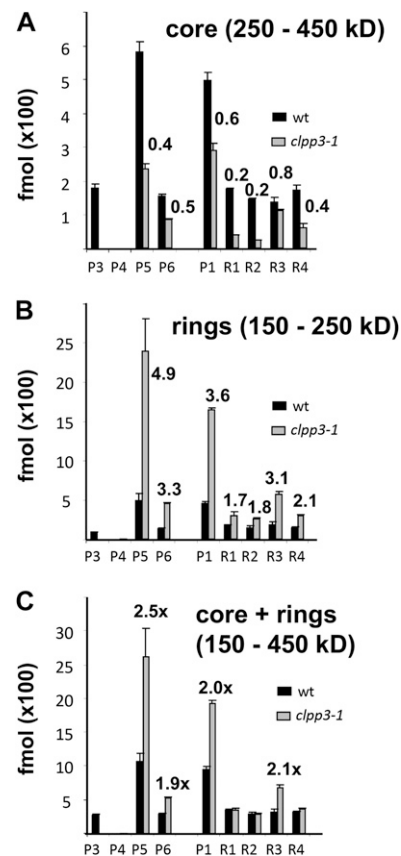 A
core (250 - 450 kD)
fmol (x100)
6
5
4
3
2
1
0.4
0.5
0.6
0.2
0.2
0.8
0.4
wt
clpp3-1
P3 P4 P5 P6 P1 R1 R2 R3 R4
B
rings (150 - 250 kD)
fmol (x100)
25
20
15
10
5
4.9
3.3
3.6
1.7
1.8
3.1
2.1
wt
clpp3-1
P3 P4 P5 P6 P1 R1 R2 R3 R4
C
core + rings
(150 - 450 kD)
fmol (x100)
30
25
20
15
10
5
2.5x
1.9x
2.0x
2.1x
wt
clpp3-1
P3 P4 P5 P6 P1 R1 R2 R3 R4